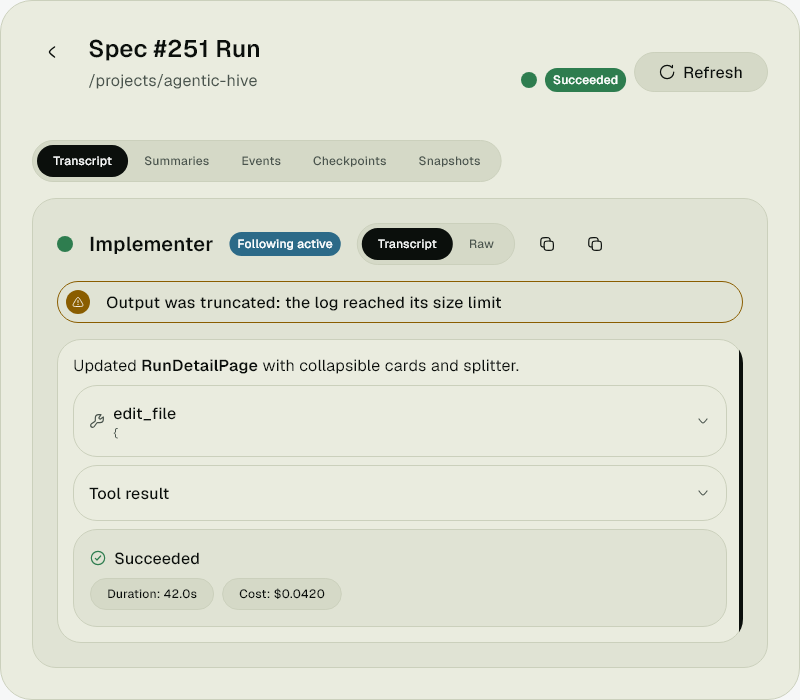 Spec #251 Run
/projects/agentic-hive
Succeeded
Refresh
Transcript
Summaries
Events
Checkpoints
Snapshots
Implementer
Following active
Transcript
Raw
Output was truncated: the log reached its size limit
Updated RunDetailPage with collapsible cards and splitter.
edit_file
{
Tool result
Succeeded
Duration: 42.0s
Cost: $0.0420